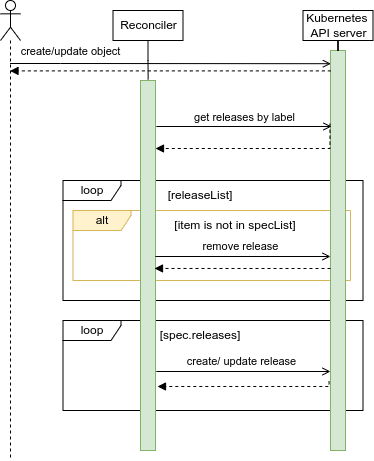 Reconciler
Kubernetes
API server
create/update object
get releases by label
loop
[releaseList]
alt
[item is not in specList]
remove release
loop
[spec.releases]
create/ update release